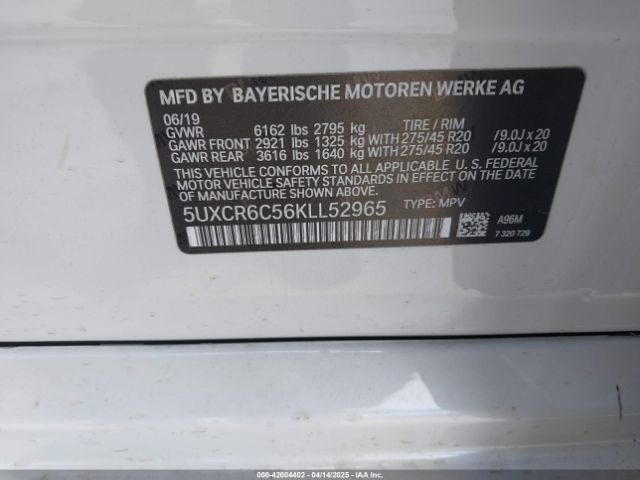 MFD BY BAYERISCHE MOTOREN WERKE AG
06/19 TIRE / RIM
GVWR 6162 lbs 2795 kg
GAWR FRONT 2921 lbs 1325 kg WITH 275/45 R20 /9.0J x 20
GAWR REAR 3616 lbs 1640 kg WITH 275/45 R20 /9.0J x 20
THIS VEHICLE CONFORMS TO ALL APPLICABLE U. S. FEDERAL
MOTOR VEHICLE SAFETY STANDARDS IN EFFECT ON THE
DATE OF MANUFACTURE SHOWN ABOVE.
5UXCR6C56KLL52965 TYPE: MPV
A96M
7 320 729
000-42004402 - 04/14/2025 - IAAI.COM